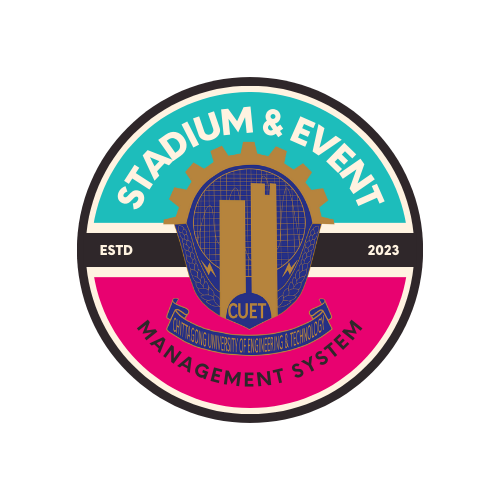 STADIUM & EVENT
ESTD
2023
CUET
CHITTAGONG UNIVERSITY OF ENGINEERING & TECHNOLOGY
MANAGEMENT SYSTEM